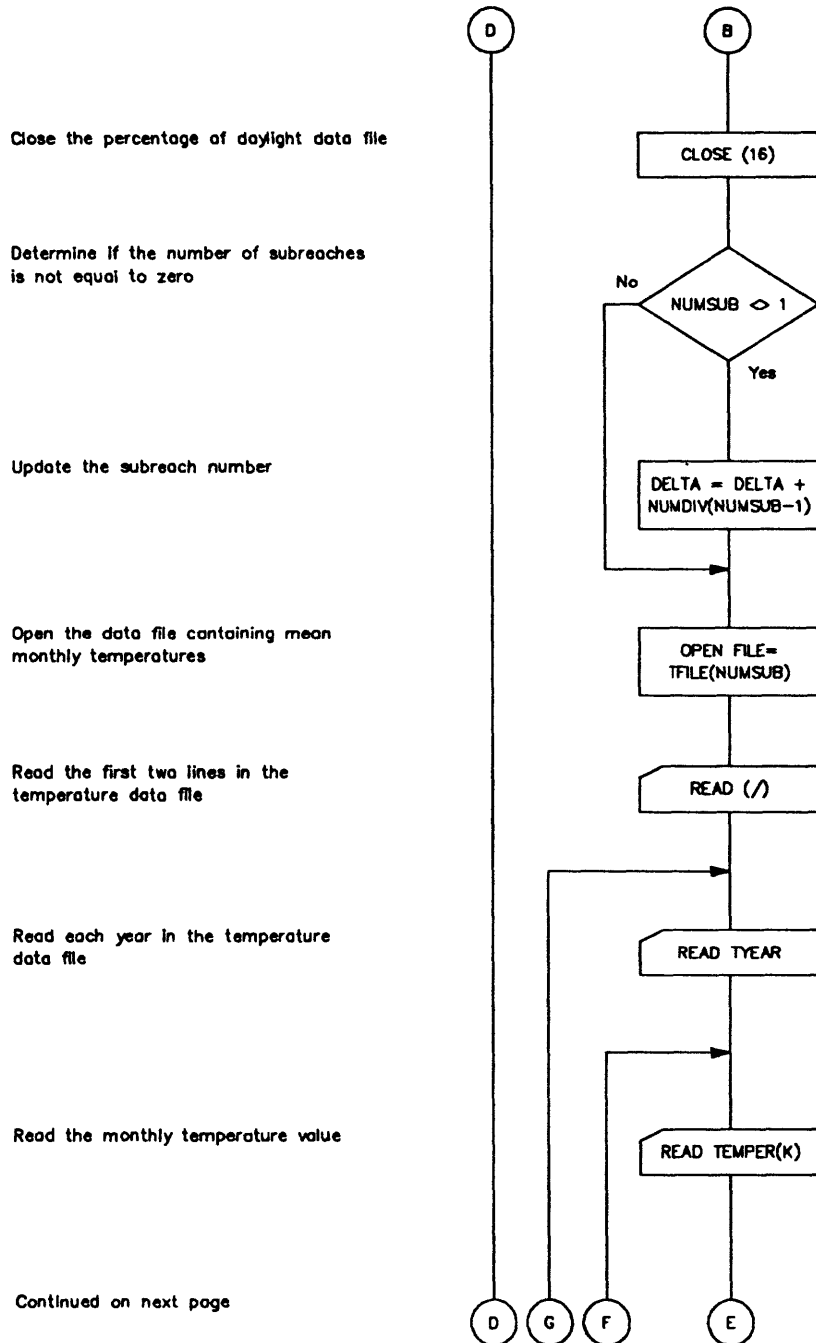 D
B
Close the percentage of daylight data file
CLOSE (16)
Determine if the number of subreaches
is not equal to zero
No
NUMSUB <> 1
Yes
Update the subreach number
DELTA = DELTA +
NUMDIV(NUMSUB-1)
Open the data file containing mean
monthly temperatures
OPEN FILE=
TFILE(NUMSUB)
Read the first two lines in the
temperature data file
READ (/)
Read each year in the temperature
data file
READ TYEAR
Read the monthly temperature value
READ TEMPER(K)
Continued on next page
D
G
F
E